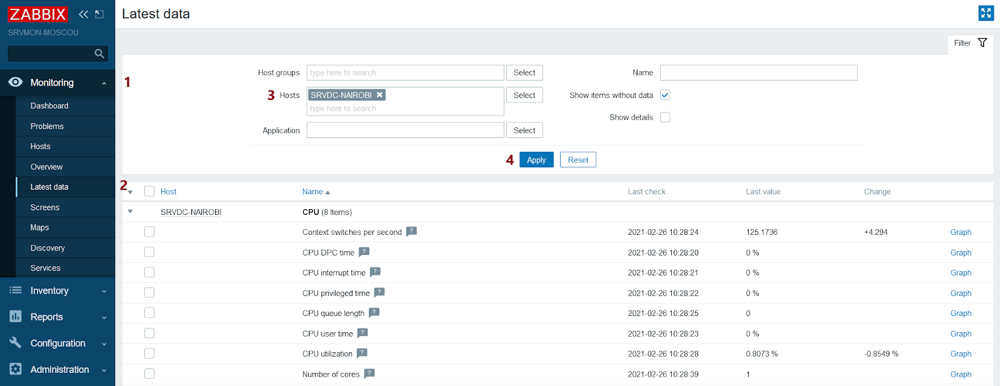 ZABBIX
SRVMON-MOSCOU
Monitoring
Dashboard
Problems
Hosts
Overview
Latest data
Screens
Maps
Discovery
Services
Inventory
Reports
Configuration
Administration
Latest data
Filter
1
Host groups type here to search Select Name
3 Hosts SRVDC-NAIROBI Select Show items without data
type here to search
Show details
Application Select
4 Apply Reset
2 Host Name Last check Last value Change
SRVDC-NAIROBI CPU (8 Items)
Context switches per second ? 2021-02-26 10:28:24 125.1736 +4.294 Graph
CPU DPC time ? 2021-02-26 10:28:20 0 % Graph
CPU interrupt time ? 2021-02-26 10:28:21 0 % Graph
CPU privileged time ? 2021-02-26 10:28:22 0 % Graph
CPU queue length ? 2021-02-26 10:28:25 0 Graph
CPU user time ? 2021-02-26 10:28:23 0 % Graph
CPU utilization ? 2021-02-26 10:28:28 0.8073 % -0.8549 % Graph
Number of cores ? 2021-02-26 10:28:39 1 Graph